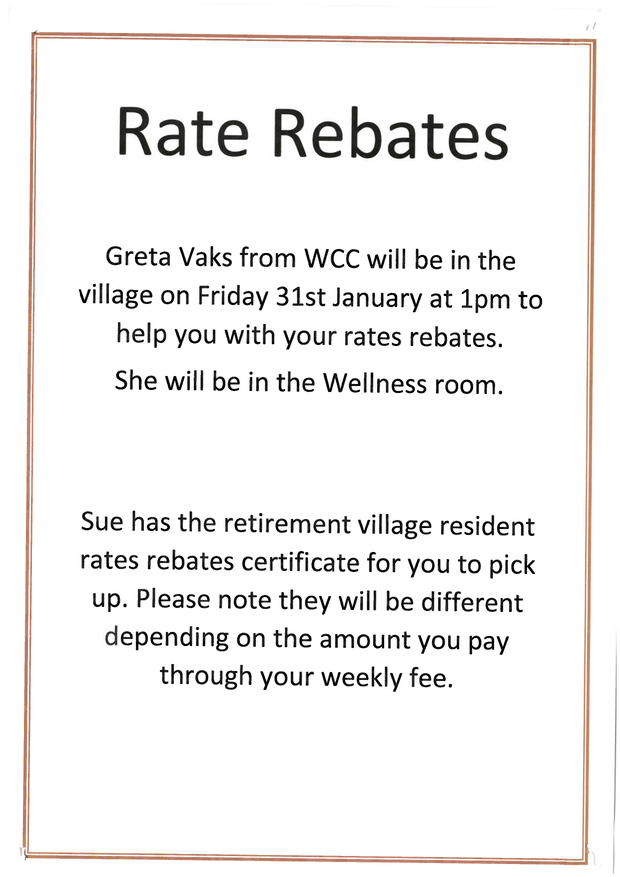 Rate Rebates
Greta Vaks from WCC will be in the
village on Friday 31st January at 1pm to
help you with your rates rebates.
She will be in the Wellness room.
Sue has the retirement village resident
rates rebates certificate for you to pick
up. Please note they will be different
depending on the amount you pay
through your weekly fee.